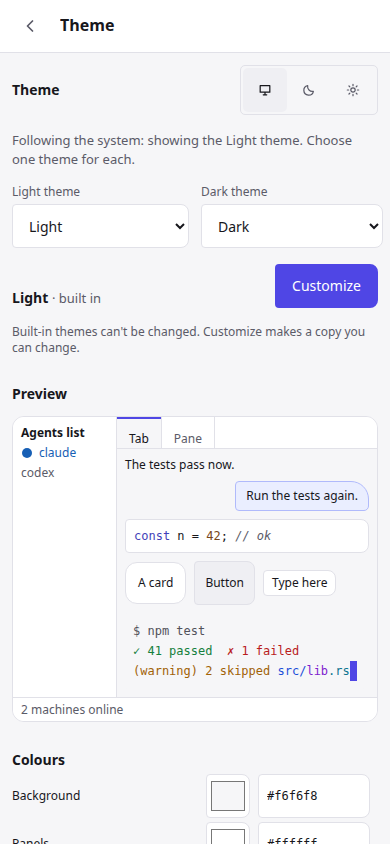 Theme
Theme
Following the system: showing the Light theme. Choose
one theme for each.
Light theme
Dark theme
Light
Dark
Light · built in
Customize
Built-in themes can't be changed. Customize makes a copy you
can change.
Preview
Agents list
claude
codex
Tab
Pane
The tests pass now.
Run the tests again.
const n = 42; // ok
A card
Button
Type here
$ npm test
✓ 41 passed  ✗ 1 failed
(warning) 2 skipped src/lib.rs
2 machines online
Colours
Background
#f6f6f8
Panels
#ffffff